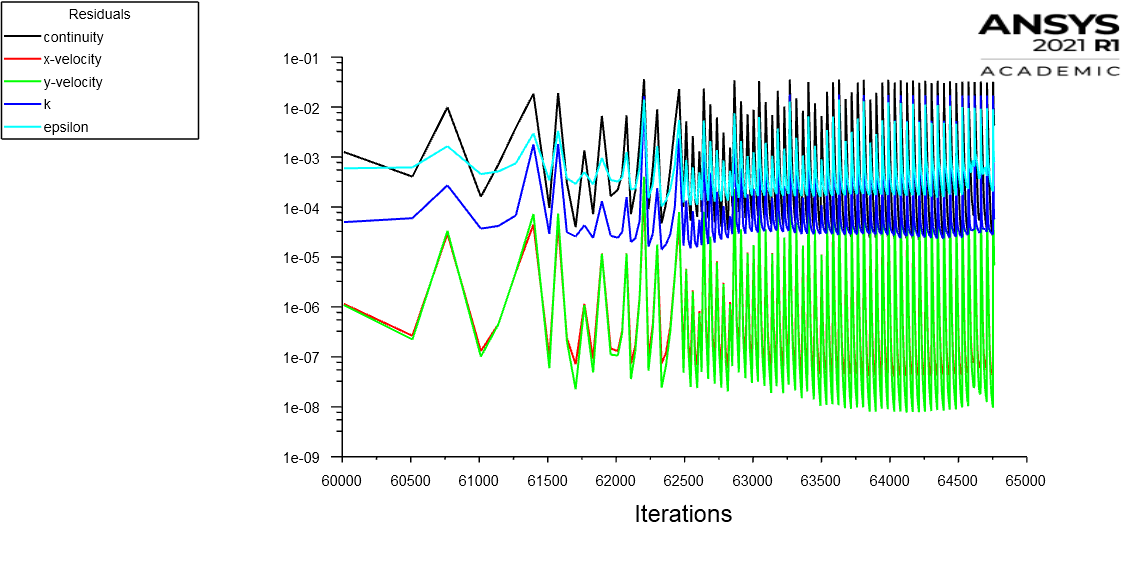 Residuals
continuity
x-velocity
y-velocity
k
epsilon
ANSYS
2021 R1
ACADEMIC
1e-01
1e-02
1e-03
1e-04
1e-05
1e-06
1e-07
1e-08
1e-09
60000 60500 61000 61500 62000 62500 63000 63500 64000 64500 65000
Iterations